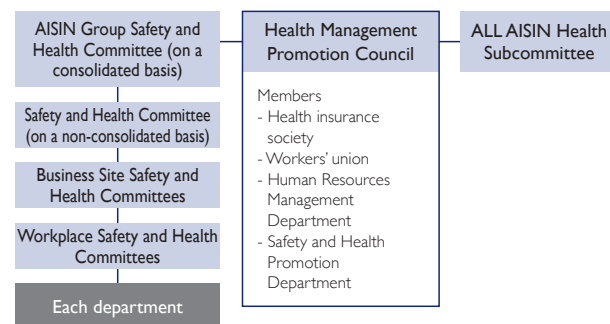 AISIN Group Safety and
Health Committee (on a
consolidated basis)
Safety and Health Committee
(on a non-consolidated basis)
Business Site Safety and
Health Committees
Workplace Safety and Health
Committees
Each department
Health Management
Promotion Council
Members
- Health insurance
society
- Workers' union
- Human Resources
Management
Department
- Safety and Health
Promotion
Department
ALL AISIN Health
Subcommittee